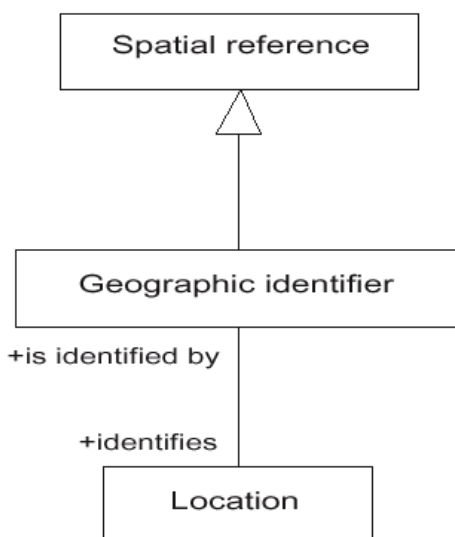 Spatial reference
Geographic identifier
+is identified by
+identifies
Location